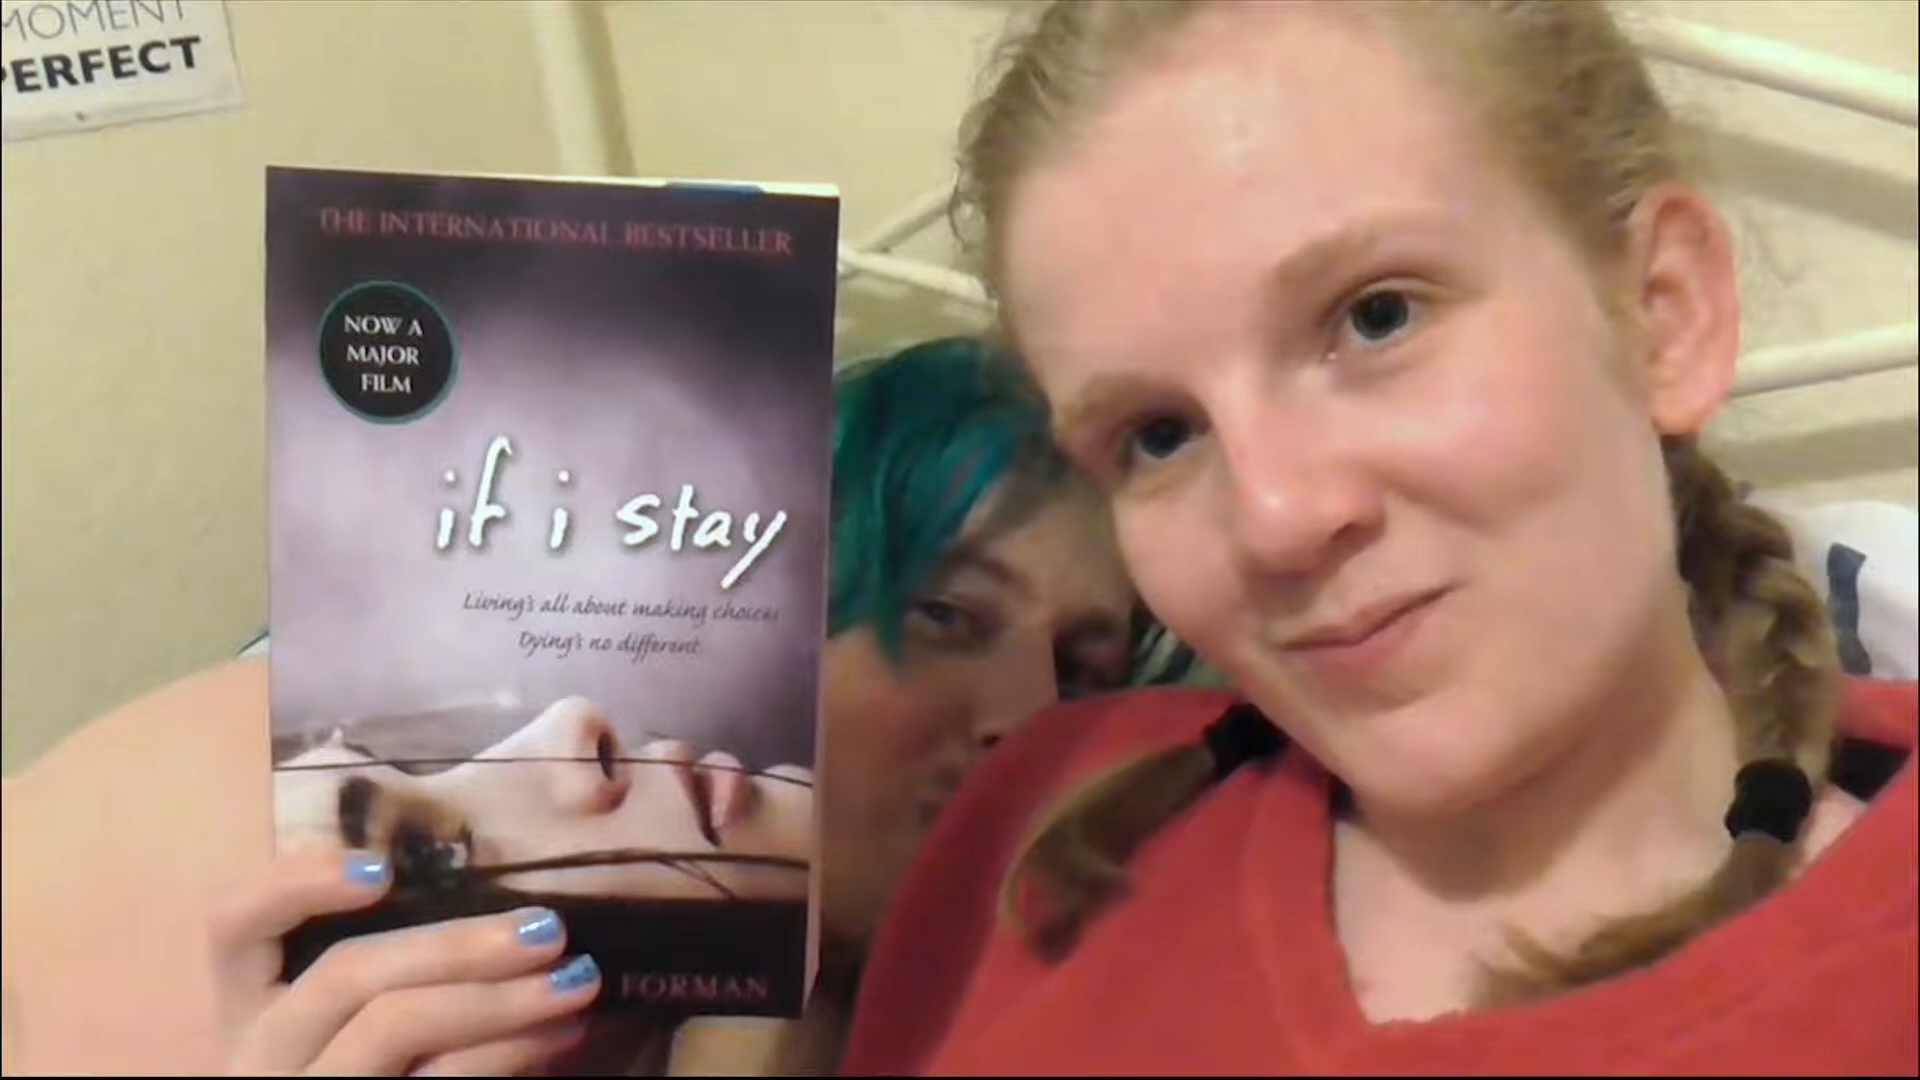 MOMENT
PERFECT
THE INTERNATIONAL BESTSELLER
NOW A
MAJOR
FILM
if i stay
Living's all about making choices
Dying's no different.
FORMAN